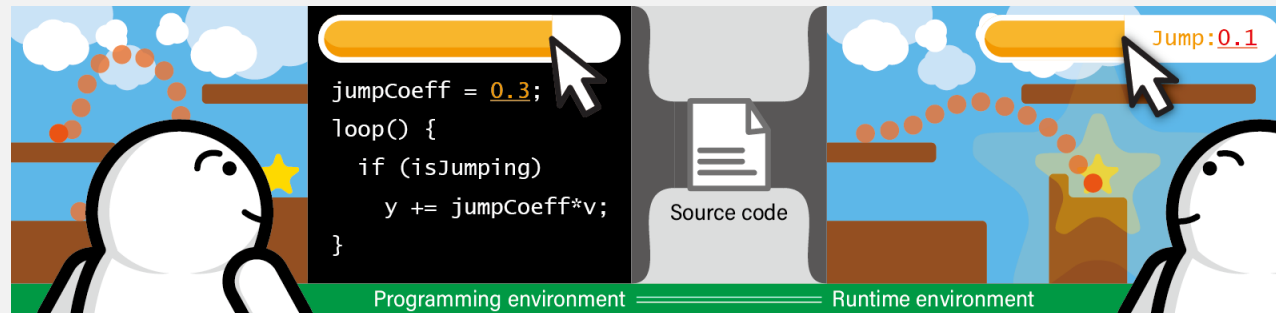 jumpCoeff = 0.3;
loop() {
if (isJumping)
y += jumpCoeff*v;
}
Source code
Jump:0.1
Programming environment
Runtime environment